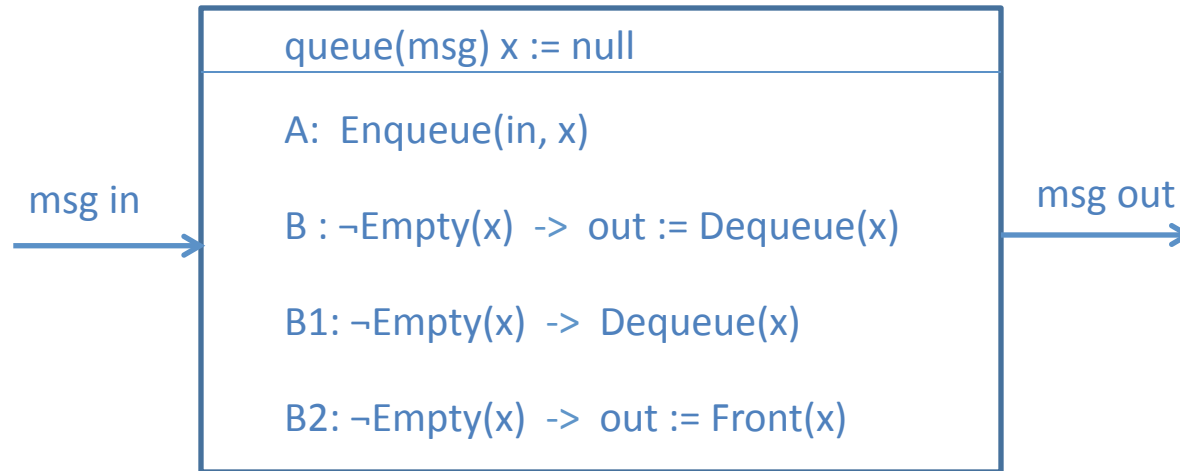 queue(msg) x := null
A: Enqueue(in, x)
msg in
B : ¬Empty(x) -> out := Dequeue(x)
msg out
B1: ¬Empty(x) -> Dequeue(x)
B2: ¬Empty(x) -> out := Front(x)